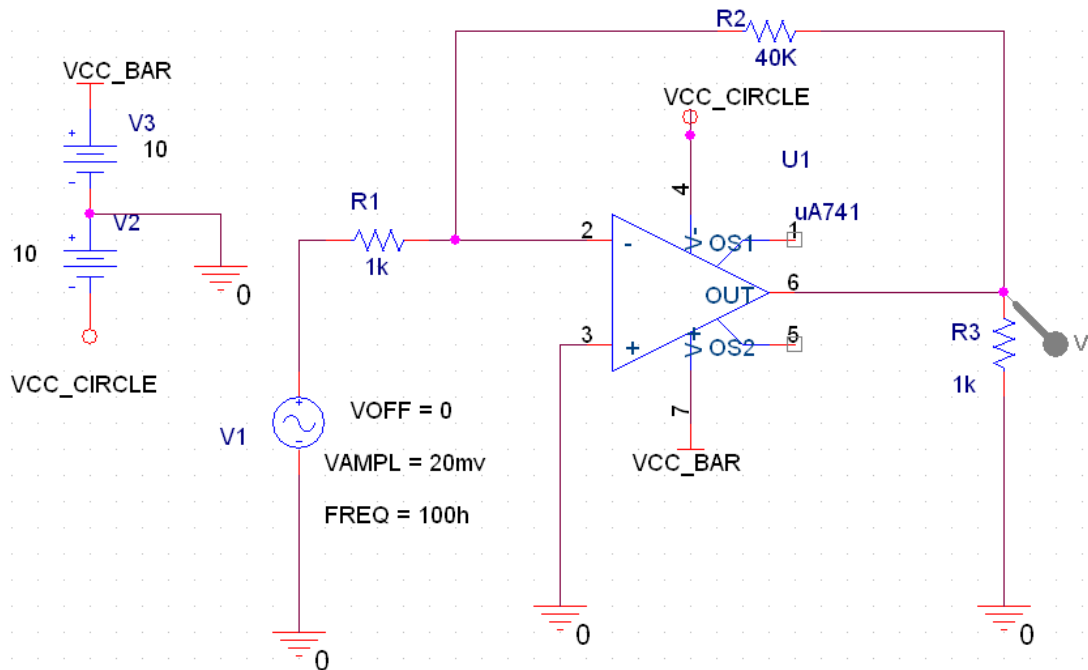 R2
40K
VCC_BAR
V3
10
VCC_CIRCLE
U1
uA741
V2
10
R1
1k
4
2
-
V-
OS1
1
OUT
6
3
+
V+
OS2
5
7
R3
1k
V
0
VCC_CIRCLE
V1
VOFF = 0
VAMPL = 20mv
FREQ = 100h
VCC_BAR
0
0
0